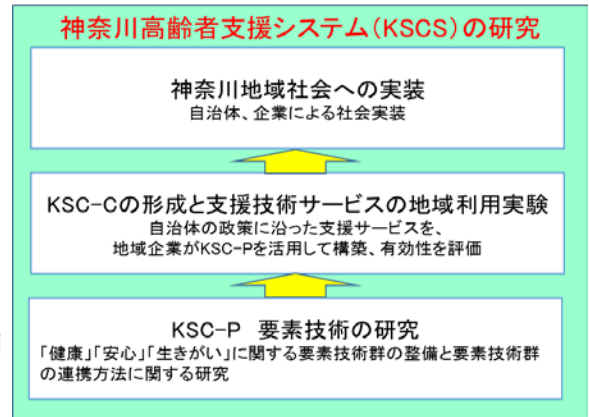 神奈川高齢者支援システム(KSCS)の研究
神奈川地域社会への実装
自治体、企業による社会実装
KSC-Cの形成と支援技術サービスの地域利用実験
自治体の政策に沿った支援サービスを、
地域企業がKSC-Pを活用して構築、有効性を評価
KSC-P 要素技術の研究
「健康」「安心」「生きがい」に関する要素技術群の整備と要素技術群
の連携方法に関する研究